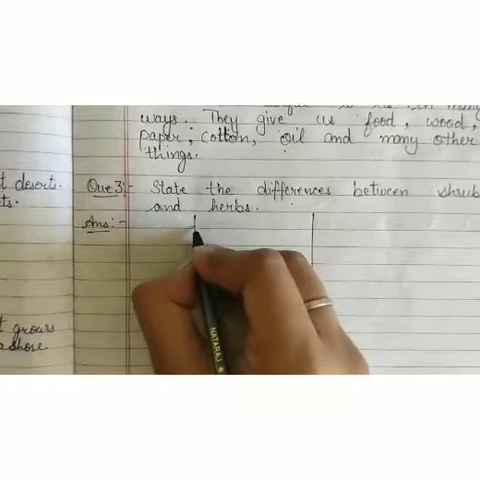 ways. They give us food, wood,
paper, cotton, oil and many other
things.
t deserts.
ts.
Que 3:- State the differences between shrub
and herbs.
Ans:-
t grows
whose
NATARAJ